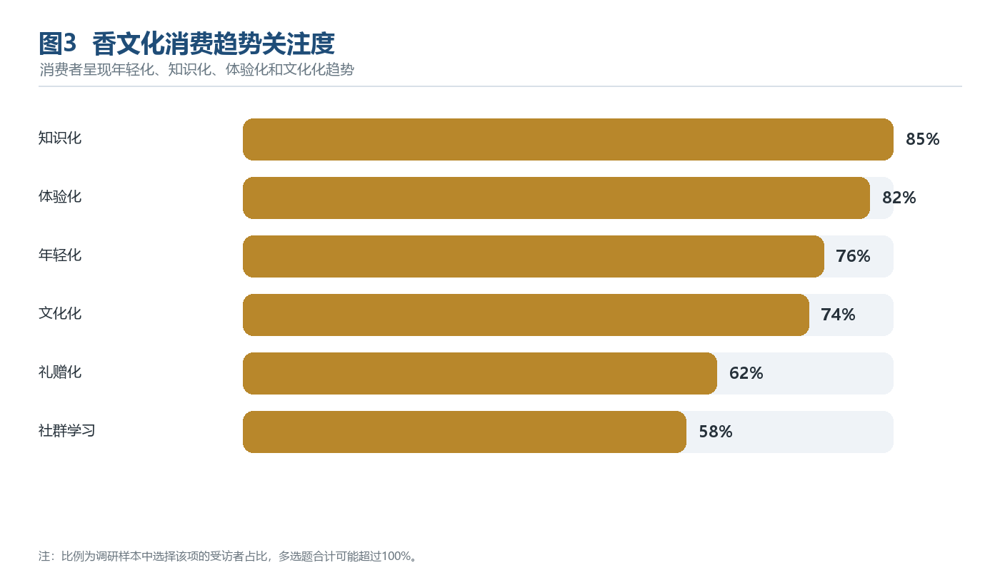 图3 香文化消费趋势关注度
消费者呈现年轻化、知识化、体验化和文化化趋势
知识化 85%
体验化 82%
年轻化 76%
文化化 74%
礼赠化 62%
社群学习 58%
注：比例为调研样本中选择该项的受访者占比，多选题合计可能超过100%。